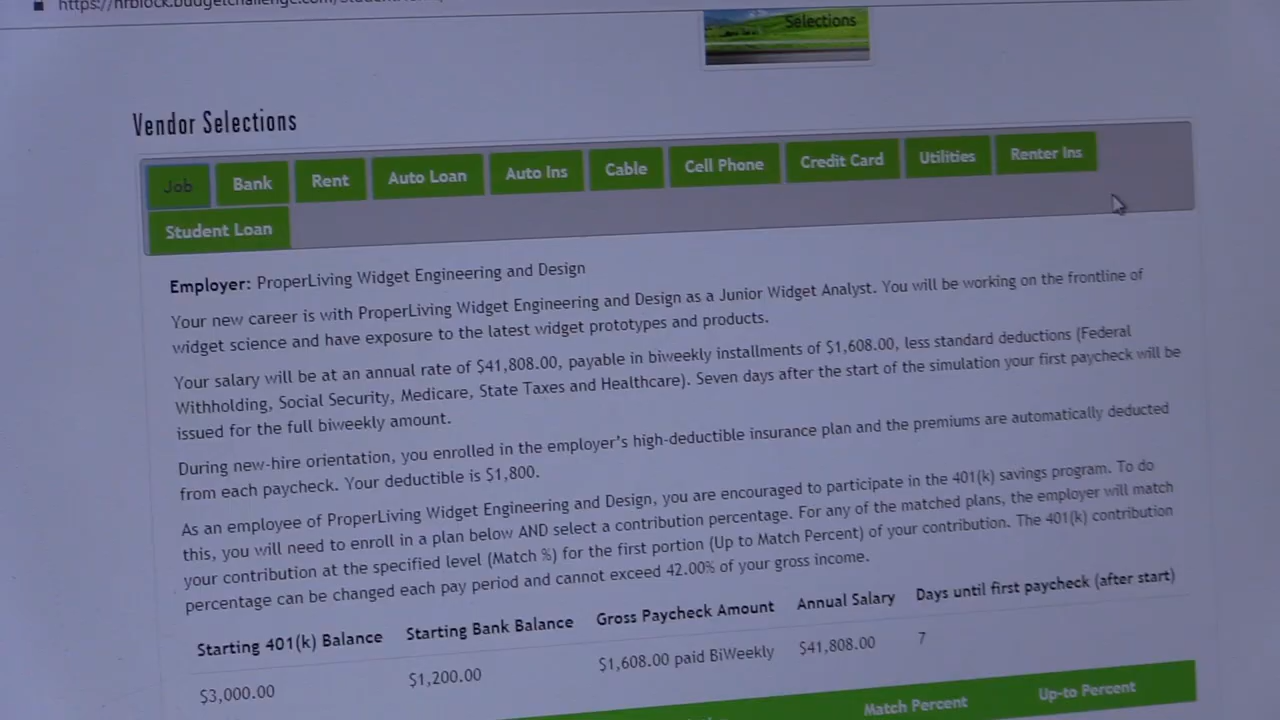 Selections
Vendor Selections
Job Bank Rent Auto Loan Auto Ins Cable Cell Phone Credit Card Utilities Renter Ins
Student Loan
Employer: ProperLiving Widget Engineering and Design
Your new career is with ProperLiving Widget Engineering and Design as a Junior Widget Analyst. You will be working on the frontline of
widget science and have exposure to the latest widget prototypes and products.
Your salary will be at an annual rate of $41,808.00, payable in biweekly installments of $1,608.00, less standard deductions (Federal
Withholding, Social Security, Medicare, State Taxes and Healthcare). Seven days after the start of the simulation your first paycheck will be
issued for the full biweekly amount.
During new-hire orientation, you enrolled in the employer's high-deductible insurance plan and the premiums are automatically deducted
from each paycheck. Your deductible is $1,800.
As an employee of ProperLiving Widget Engineering and Design, you are encouraged to participate in the 401(k) savings program. To do
this, you will need to enroll in a plan below AND select a contribution percentage. For any of the matched plans, the employer will match
your contribution at the specified level (Match %) for the first portion (Up to Match Percent) of your contribution. The 401(k) contribution
percentage can be changed each pay period and cannot exceed 42.00% of your gross income.
Starting 401(k) Balance Starting Bank Balance Gross Paycheck Amount Annual Salary Days until first paycheck (after start)
$3,000.00 $1,200.00 $1,608.00 paid BiWeekly $41,808.00 7
Match Percent Up-to Percent